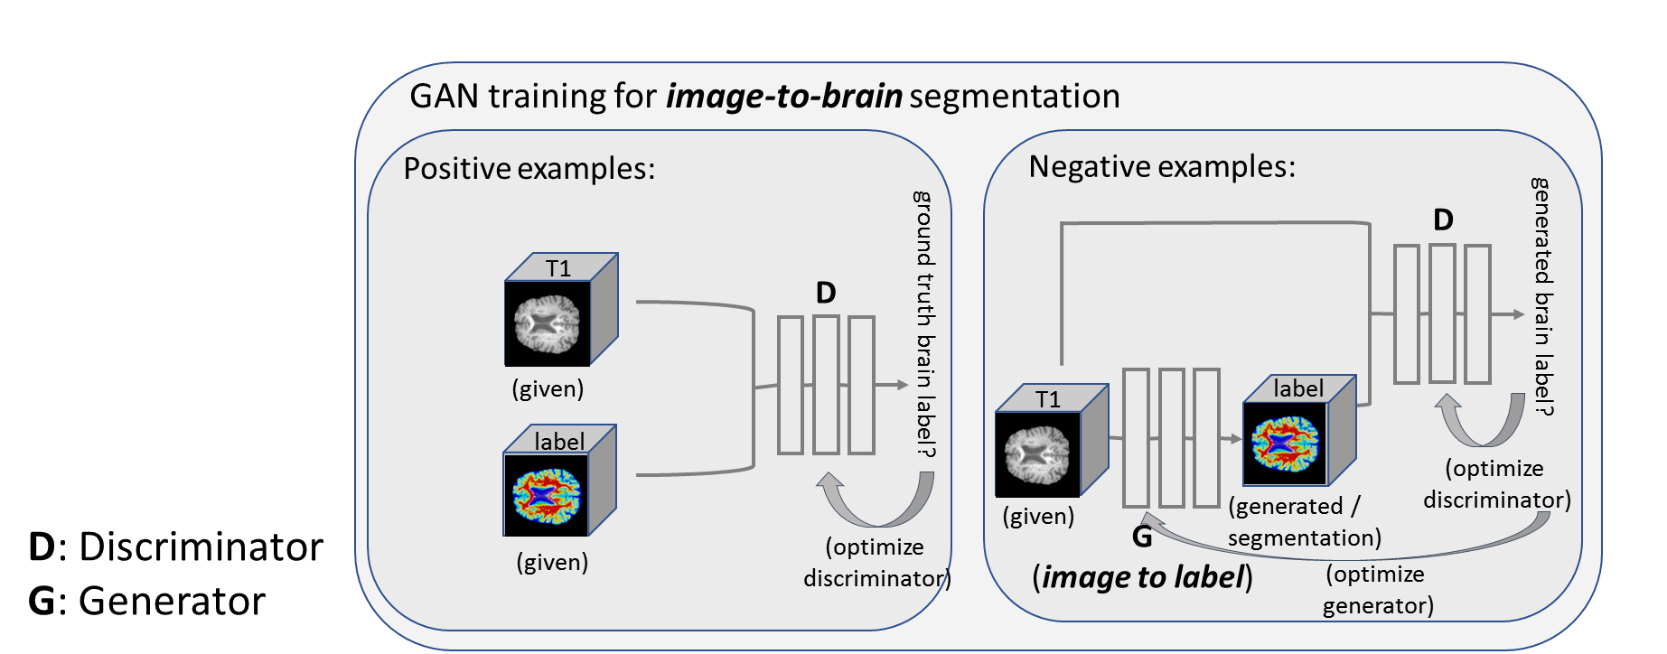 GAN training for image-to-brain segmentation
Positive examples:
T1
(given)
label
(given)
D
ground truth brain label?
(optimize
discriminator)
Negative examples:
D
generated brain label?
(optimize
discriminator)
T1
(given)
G
(image to label)
label
(generated /
segmentation)
(optimize
generator)
D: Discriminator
G: Generator